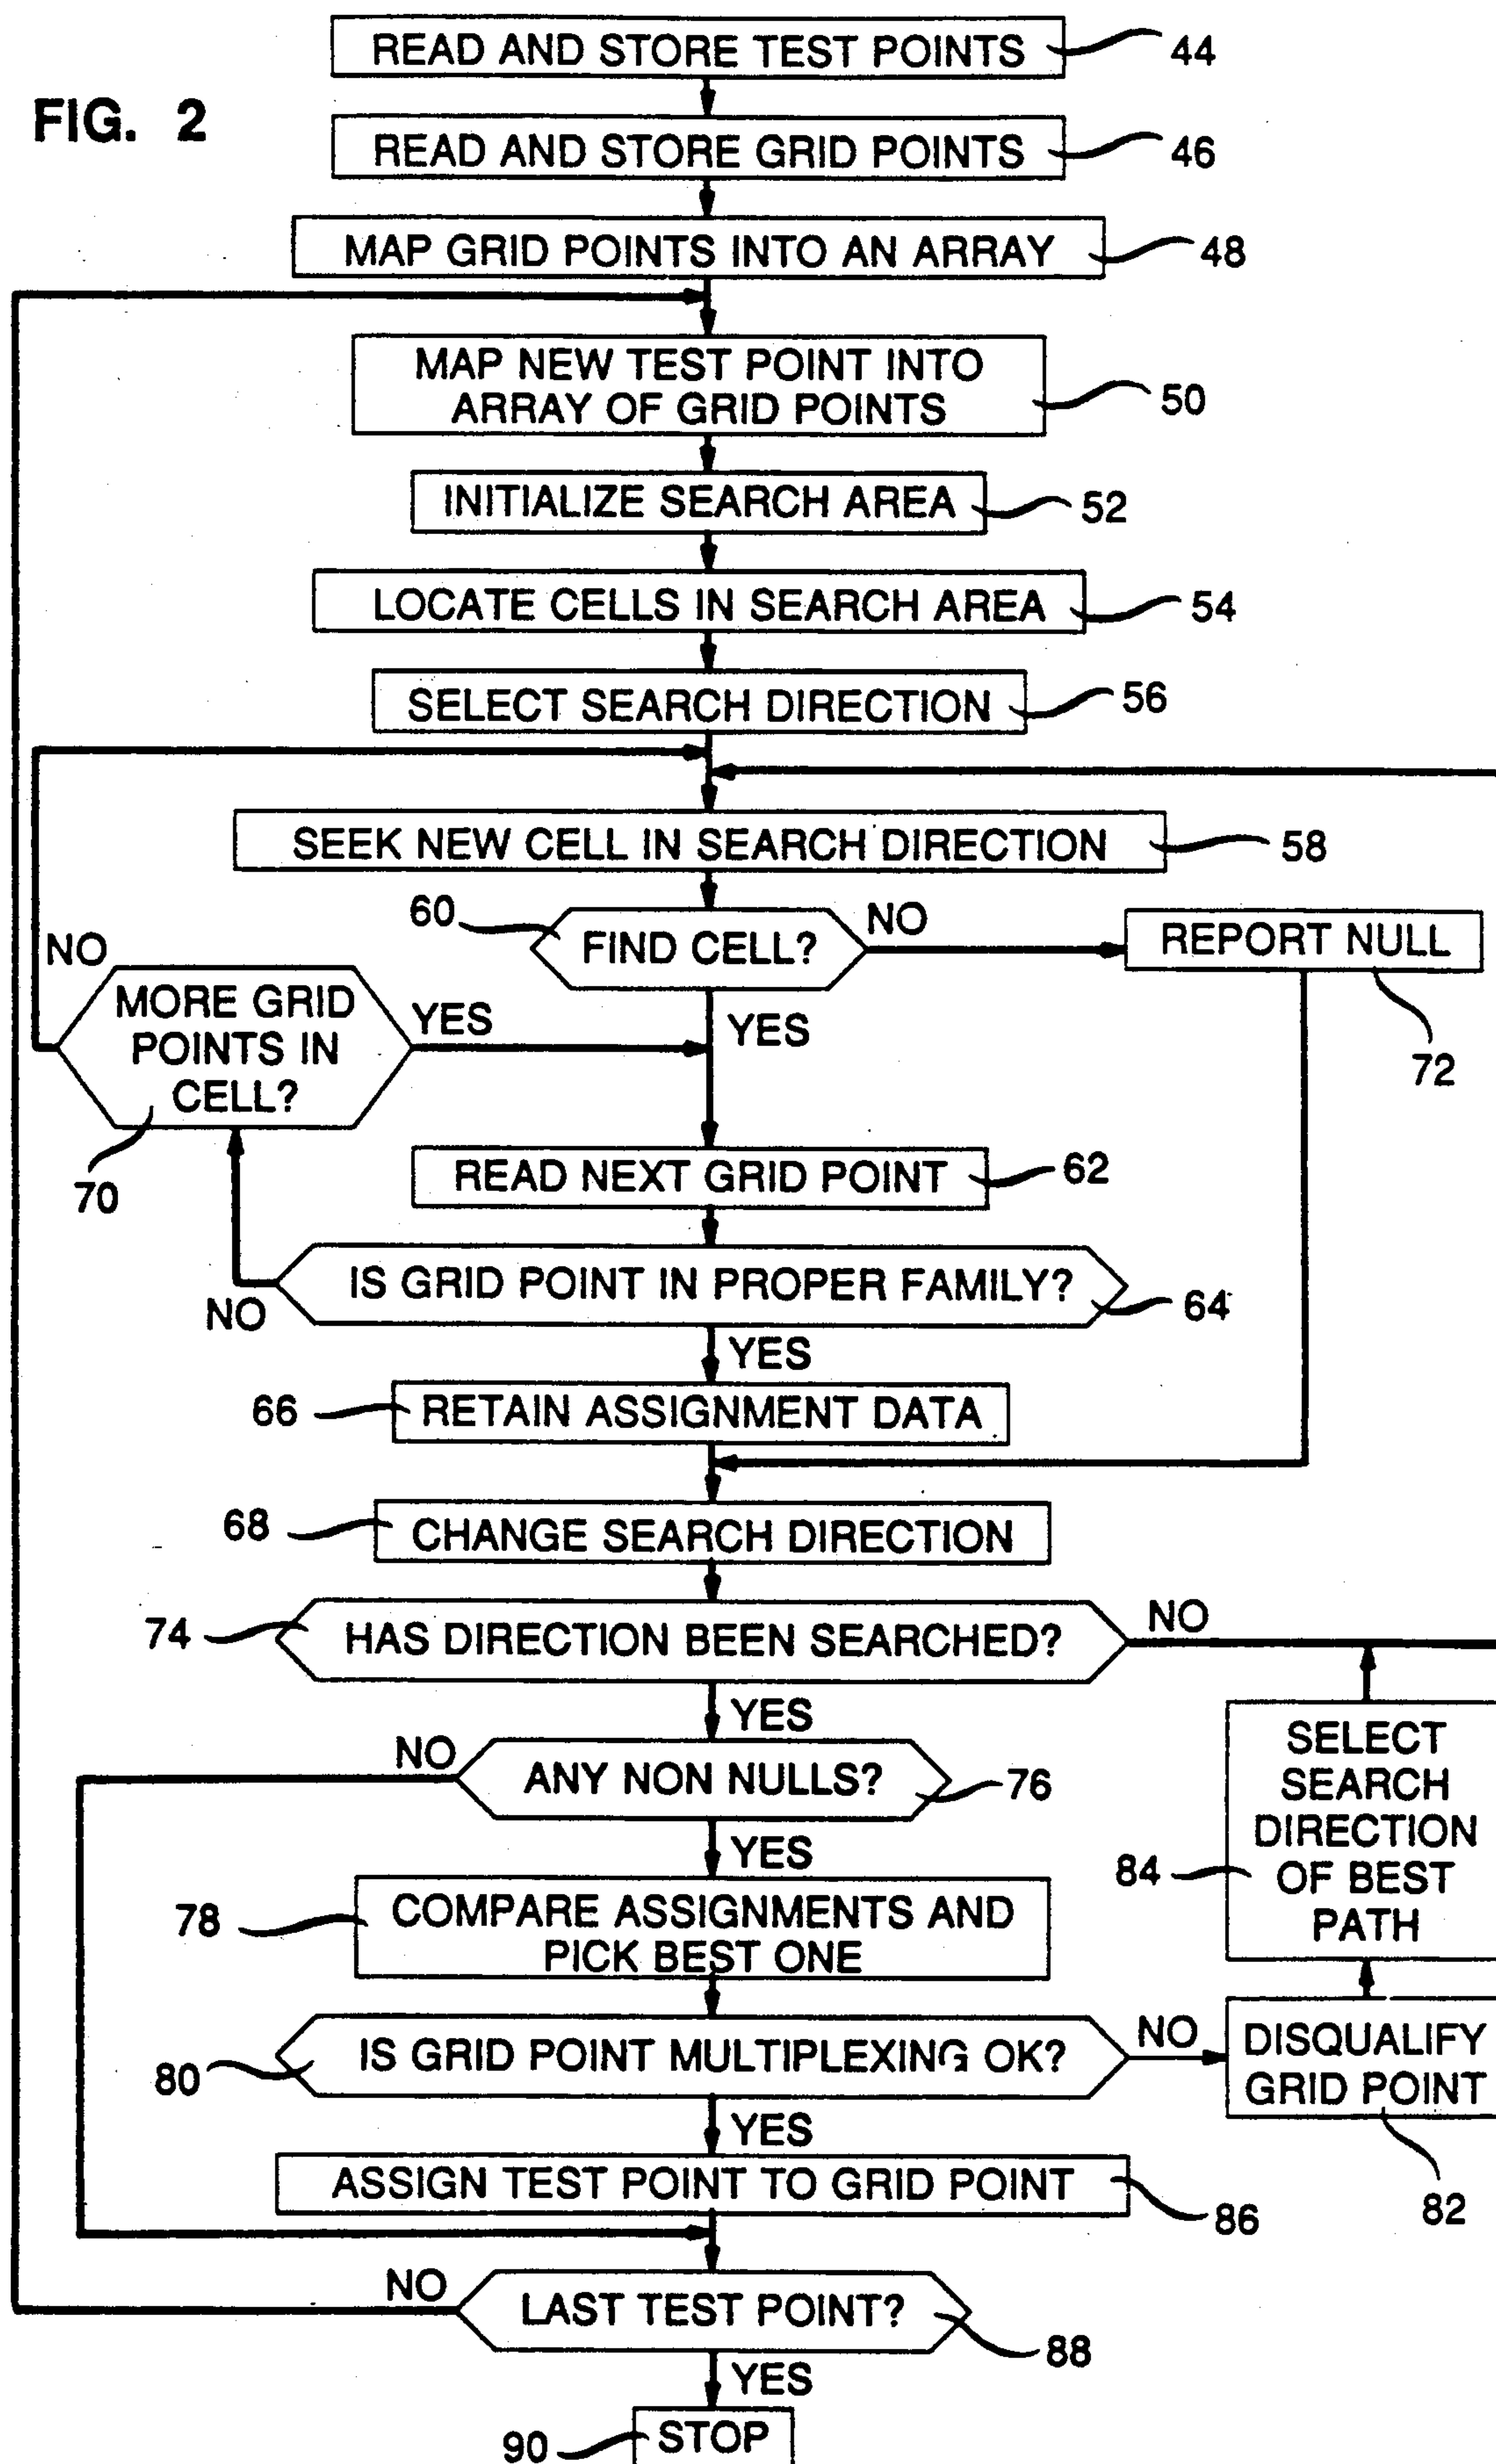 READ AND STORE TEST POINTS
44
FIG. 2
READ AND STORE GRID POINTS
46
MAP GRID POINTS INTO AN ARRAY
48
MAP NEW TEST POINT INTO
ARRAY OF GRID POINTS
50
INITIALIZE SEARCH AREA
52
LOCATE CELLS IN SEARCH AREA
54
SELECT SEARCH DIRECTION
56
SEEK NEW CELL IN SEARCH DIRECTION
58
60
FIND CELL?
NO
REPORT NULL
72
YES
NO
MORE GRID
POINTS IN
CELL?
YES
70
READ NEXT GRID POINT
62
IS GRID POINT IN PROPER FAMILY?
64
NO
YES
66
RETAIN ASSIGNMENT DATA
68
CHANGE SEARCH DIRECTION
74
HAS DIRECTION BEEN SEARCHED?
NO
YES
NO
ANY NON NULLS?
76
YES
SELECT
SEARCH
DIRECTION
OF BEST
PATH
84
78
COMPARE ASSIGNMENTS AND
PICK BEST ONE
80
IS GRID POINT MULTIPLEXING OK?
NO
DISQUALIFY
GRID POINT
82
YES
ASSIGN TEST POINT TO GRID POINT
86
NO
LAST TEST POINT?
88
YES
90
STOP